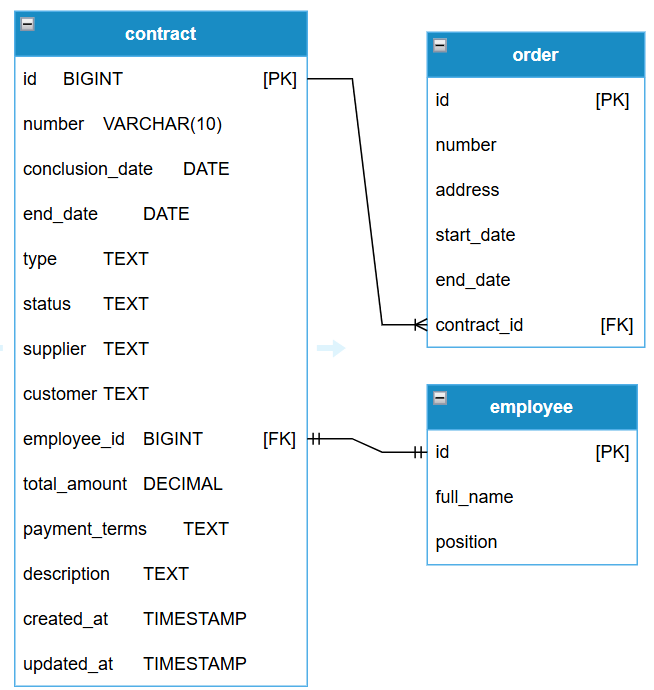 contract
id BIGINT [PK]
number VARCHAR(10)
conclusion_date DATE
end_date DATE
type TEXT
status TEXT
supplier TEXT
customer TEXT
employee_id BIGINT [FK]
total_amount DECIMAL
payment_terms TEXT
description TEXT
created_at TIMESTAMP
updated_at TIMESTAMP
order
id [PK]
number
address
start_date
end_date
contract_id [FK]
employee
id [PK]
full_name
position